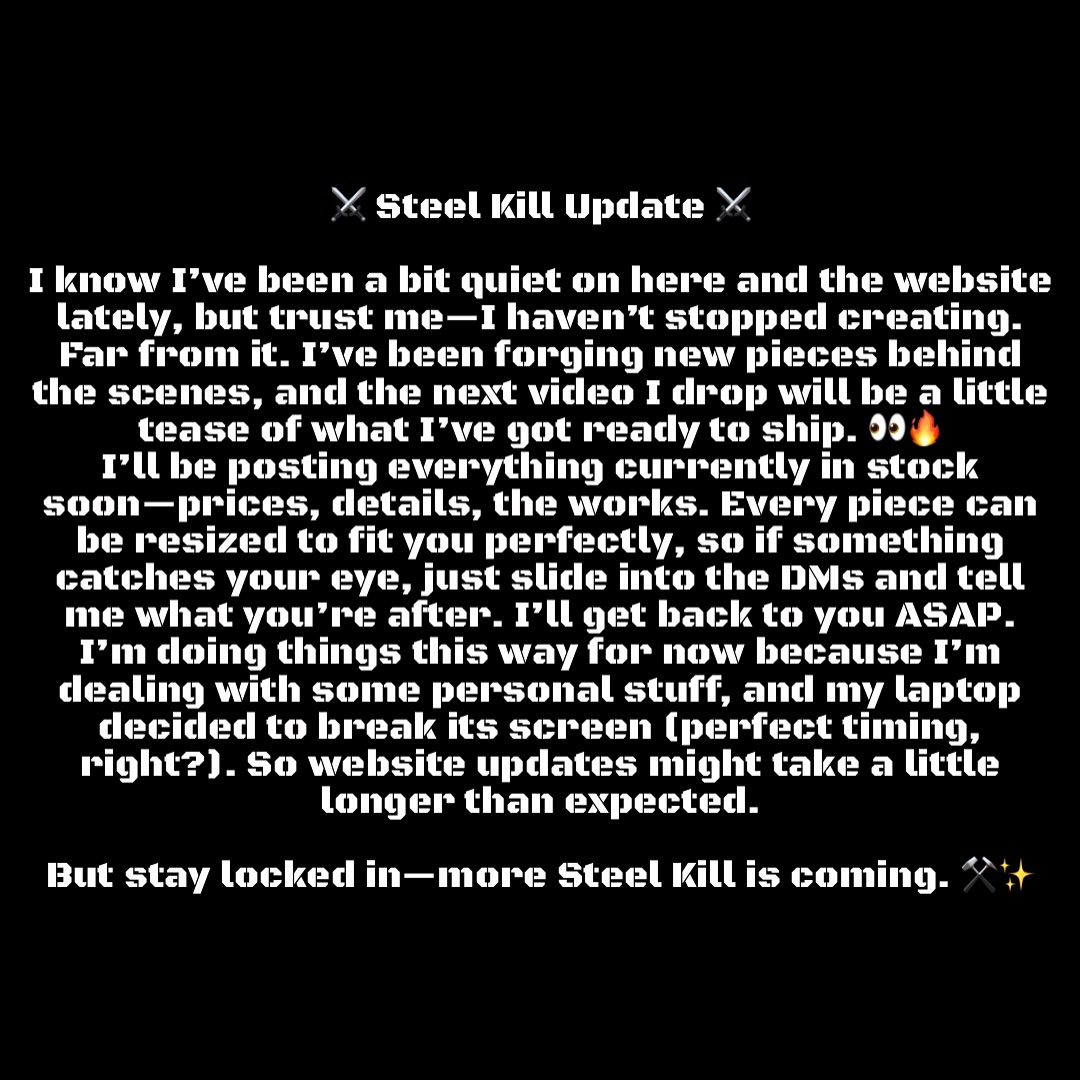 ⚔️ Steel Kill Update ⚔️
I know I’ve been a bit quiet on here and the website
lately, but trust me—I haven’t stopped creating.
Far from it. I’ve been forging new pieces behind
the scenes, and the next video I drop will be a little
tease of what I’ve got ready to ship. 👀🔥
I’ll be posting everything currently in stock
soon—prices, details, the works. Every piece can
be resized to fit you perfectly, so if something
catches your eye, just slide into the DMs and tell
me what you’re after. I’ll get back to you ASAP.
I’m doing things this way for now because I’m
dealing with some personal stuff, and my laptop
decided to break its screen (perfect timing,
right?). So website updates might take a little
longer than expected.
But stay locked in—more Steel Kill is coming. ⚒️✨